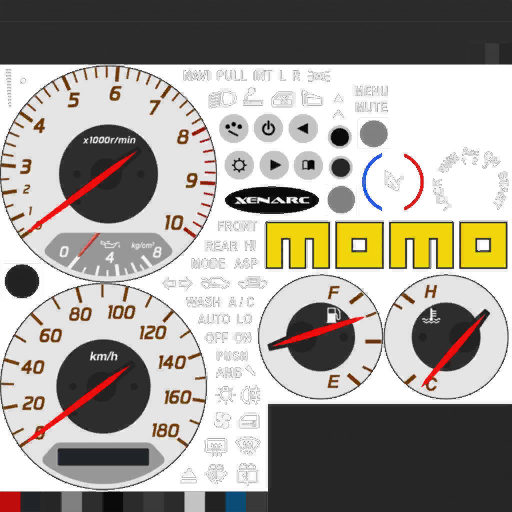 NAVI PULL INT L R
MENU
MUTE
x1000r/min
0 1 2 3 4 5 6 7 8 9 10
kg/cm²
0 4 8
XENARC
LOCK
START
FRONT
REAR HI
MODE ASP
WASH A/C
AUTO LO
OFF ON
PUSH
AMB
momo
km/h
0 20 40 60 80 100 120 140 160 180
F
E
H
C